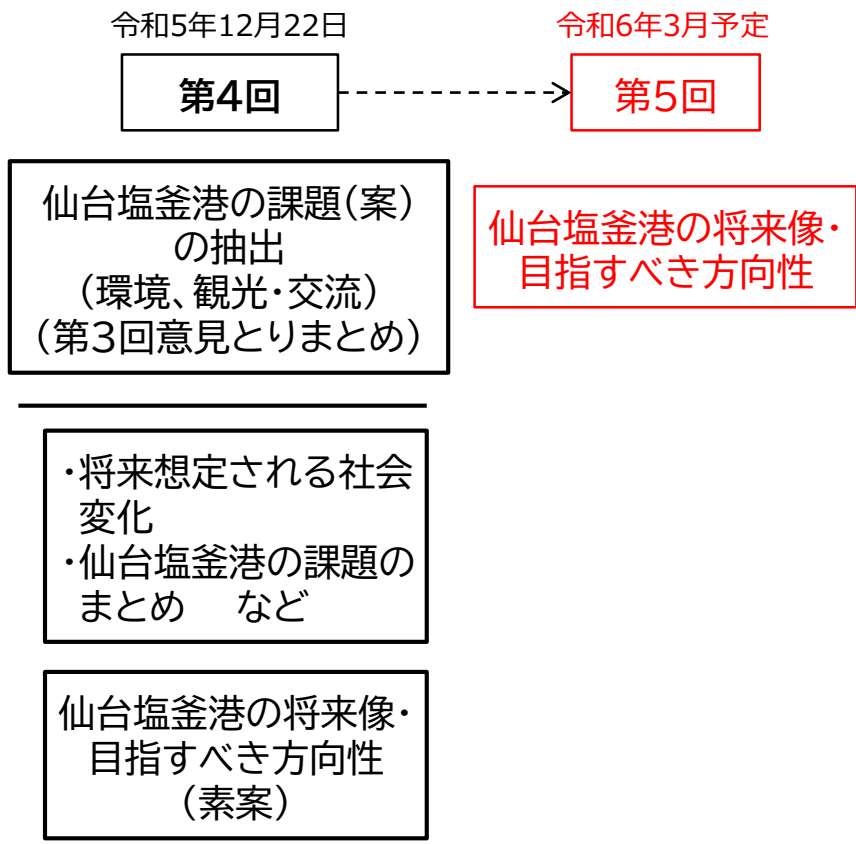 令和5年12月22日
第4回
仙台塩釜港の課題(案)
の抽出
(環境、観光・交流)
(第3回意見とりまとめ)
・将来想定される社会
変化
・仙台塩釜港の課題の
まとめ　など
仙台塩釜港の将来像・
目指すべき方向性
(素案)
令和6年3月予定
第5回
仙台塩釜港の将来像・
目指すべき方向性